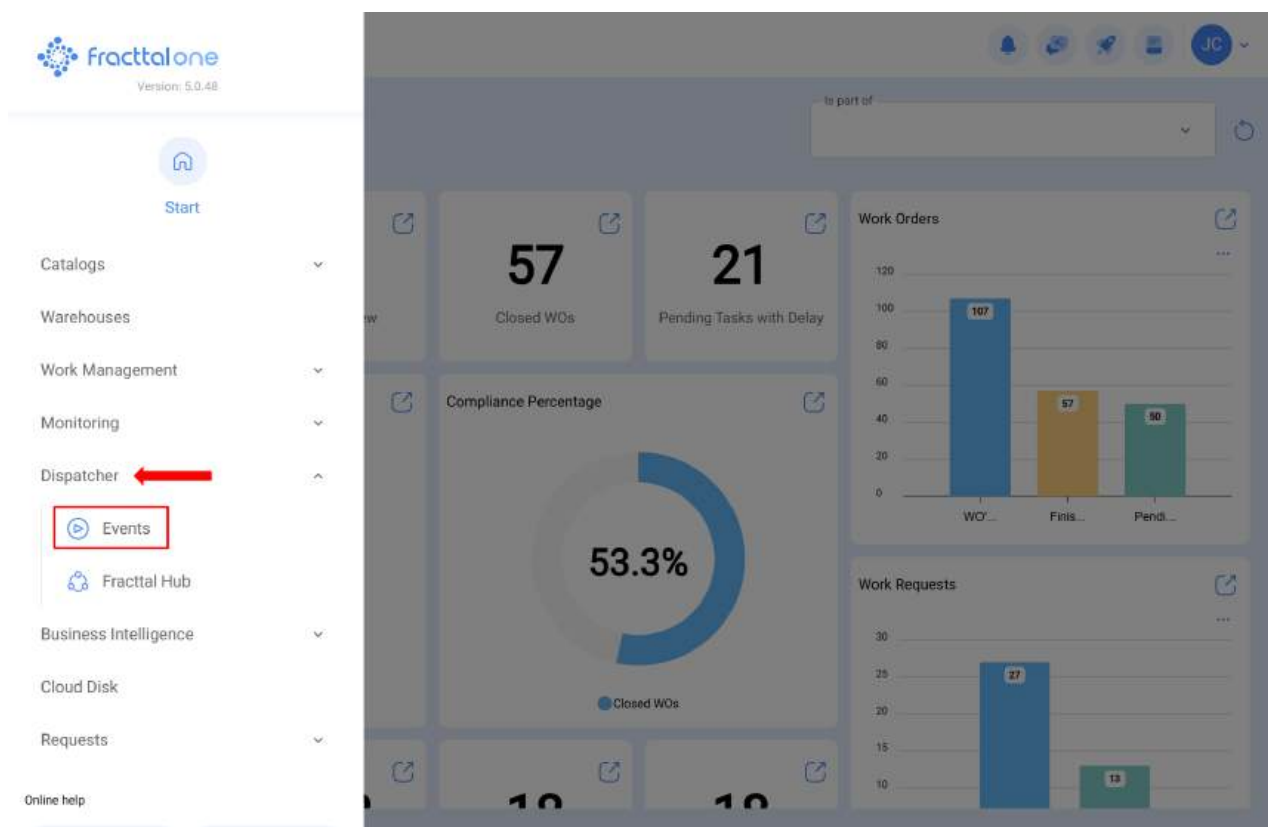 fracttal one
Version: 5.0.48
Start
Catalogs
Warehouses
Work Management
Monitoring
Dispatcher
Events
Fracttal Hub
Business Intelligence
Cloud Disk
Requests
Online help
JC
Is part of
57
Closed WOs
21
Pending Tasks with Delay
Compliance Percentage
53.3%
Closed WOs
Work Orders
...
120
100
80
60
40
20
0
107
57
50
WO'...
Finis...
Pendi...
Work Requests
...
30
25
20
15
10
27
13